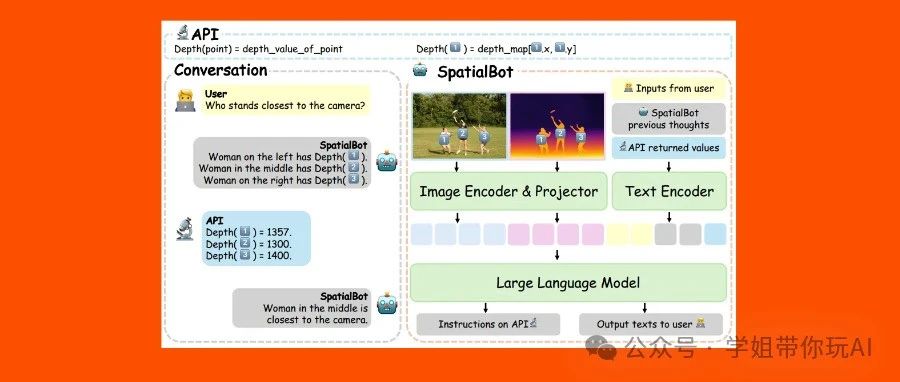 API
Depth(point) = depth_value_of_point
Depth( 1 ) = depth_map[1.x, 1.y]
Conversation
User
Who stands closest to the camera?
SpatialBot
Woman on the left has Depth( 1 ).
Woman in the middle has Depth( 2 ).
Woman on the right has Depth( 3 ).
API
Depth( 1 ) = 1357.
Depth( 2 ) = 1300.
Depth( 3 ) = 1400.
SpatialBot
Woman in the middle is
closest to the camera.
SpatialBot
1 2 3
1 2 3
Inputs from user
SpatialBot
previous thoughts
API returned values
Image Encoder & Projector
Text Encoder
Large Language Model
Instructions on API
Output texts to user
公众号 · 学姐带你玩AI